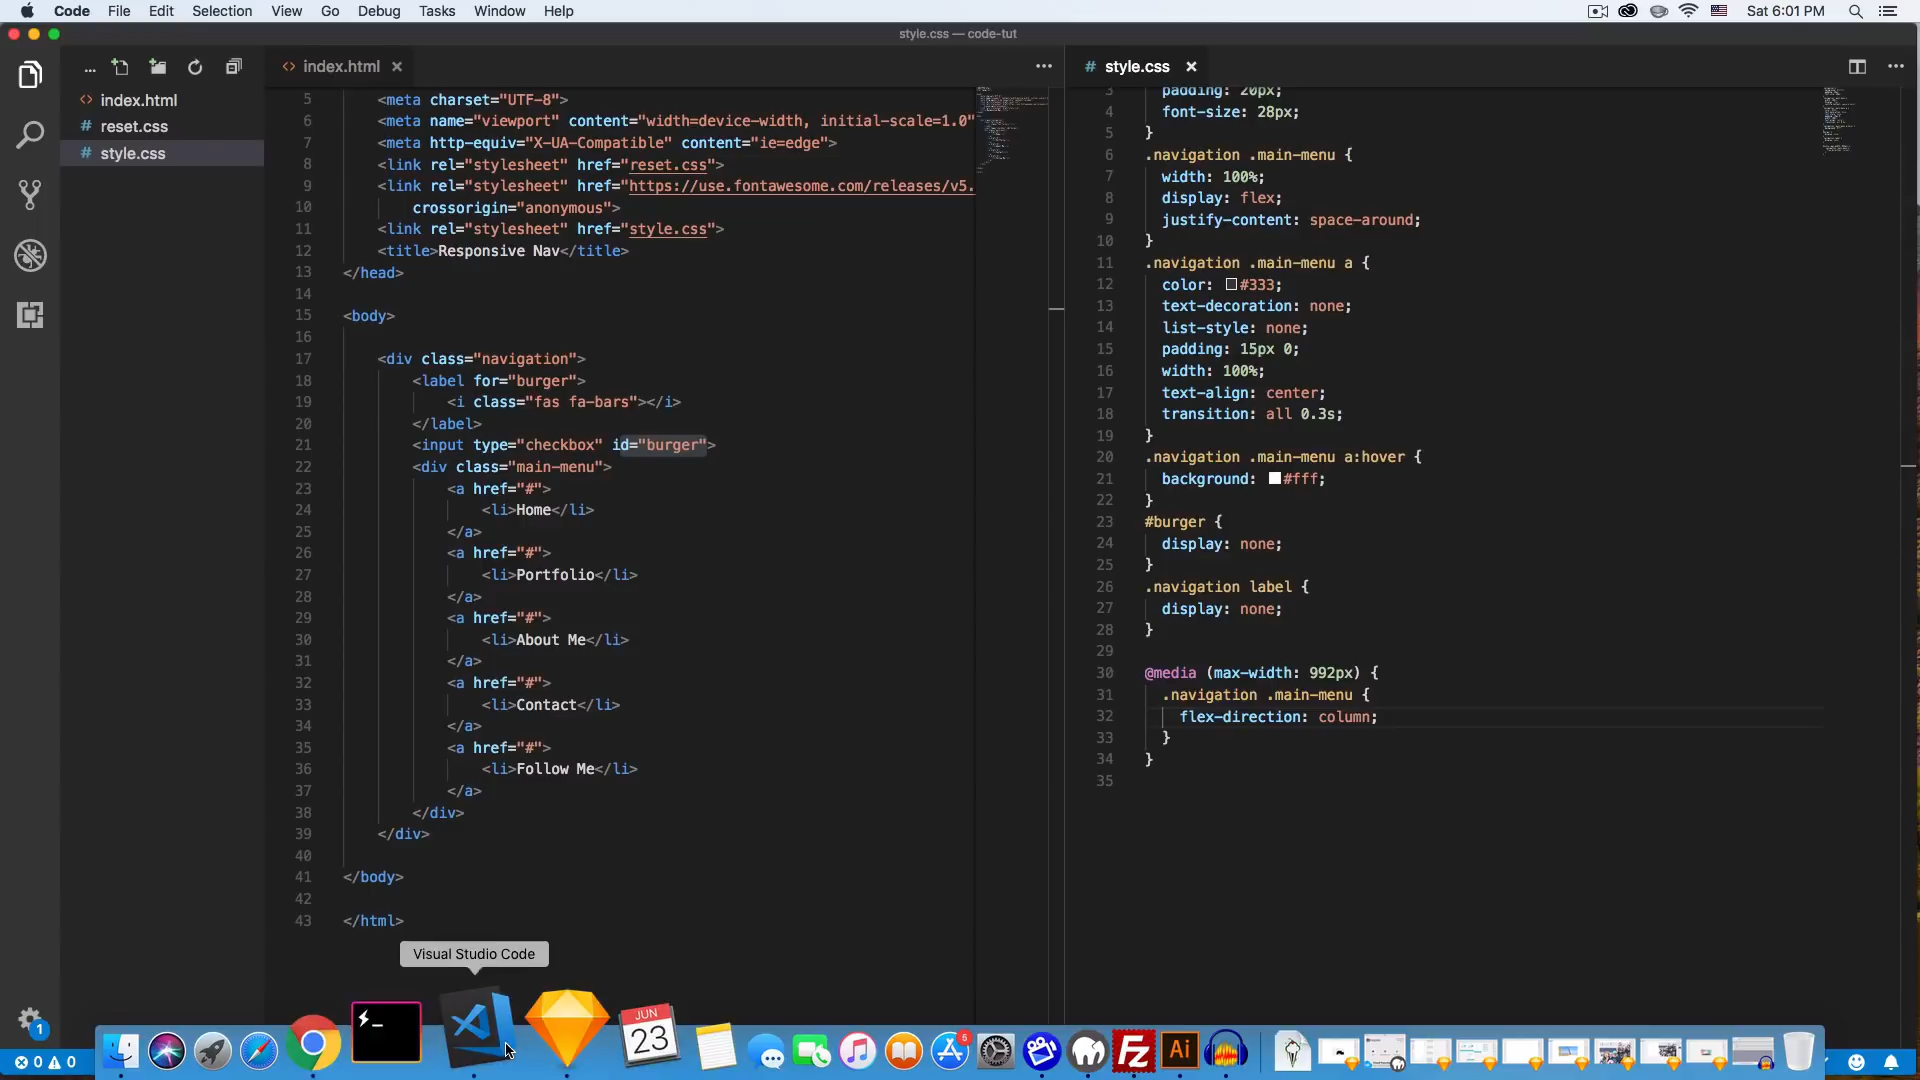 Code File Edit Selection View Go Debug Tasks Window Help
Sat 6:01 PM
style.css — code-tut
index.html
reset.css
style.css
index.html
5 <meta charset="UTF-8">
6 <meta name="viewport" content="width=device-width, initial-scale=1.0"
7 <meta http-equiv="X-UA-Compatible" content="ie=edge">
8 <link rel="stylesheet" href="reset.css">
9 <link rel="stylesheet" href="https://use.fontawesome.com/releases/v5.
10 crossorigin="anonymous">
11 <link rel="stylesheet" href="style.css">
12 <title>Responsive Nav</title>
13 </head>
14
15 <body>
16
17 <div class="navigation">
18 <label for="burger">
19 <i class="fas fa-bars"></i>
20 </label>
21 <input type="checkbox" id="burger">
22 <div class="main-menu">
23 <a href="#">
24 <li>Home</li>
25 </a>
26 <a href="#">
27 <li>Portfolio</li>
28 </a>
29 <a href="#">
30 <li>About Me</li>
31 </a>
32 <a href="#">
33 <li>Contact</li>
34 </a>
35 <a href="#">
36 <li>Follow Me</li>
37 </a>
38 </div>
39 </div>
40
41 </body>
42
43 </html>
# style.css
3 padding: 20px;
4 font-size: 28px;
5 }
6 .navigation .main-menu {
7 width: 100%;
8 display: flex;
9 justify-content: space-around;
10 }
11 .navigation .main-menu a {
12 color: #333;
13 text-decoration: none;
14 list-style: none;
15 padding: 15px 0;
16 width: 100%;
17 text-align: center;
18 transition: all 0.3s;
19 }
20 .navigation .main-menu a:hover {
21 background: #fff;
22 }
23 #burger {
24 display: none;
25 }
26 .navigation label {
27 display: none;
28 }
29
30 @media (max-width: 992px) {
31 .navigation .main-menu {
32 flex-direction: column;
33 }
34 }
35
Visual Studio Code
1
0 0
JUN
23
5
Fz
Ai